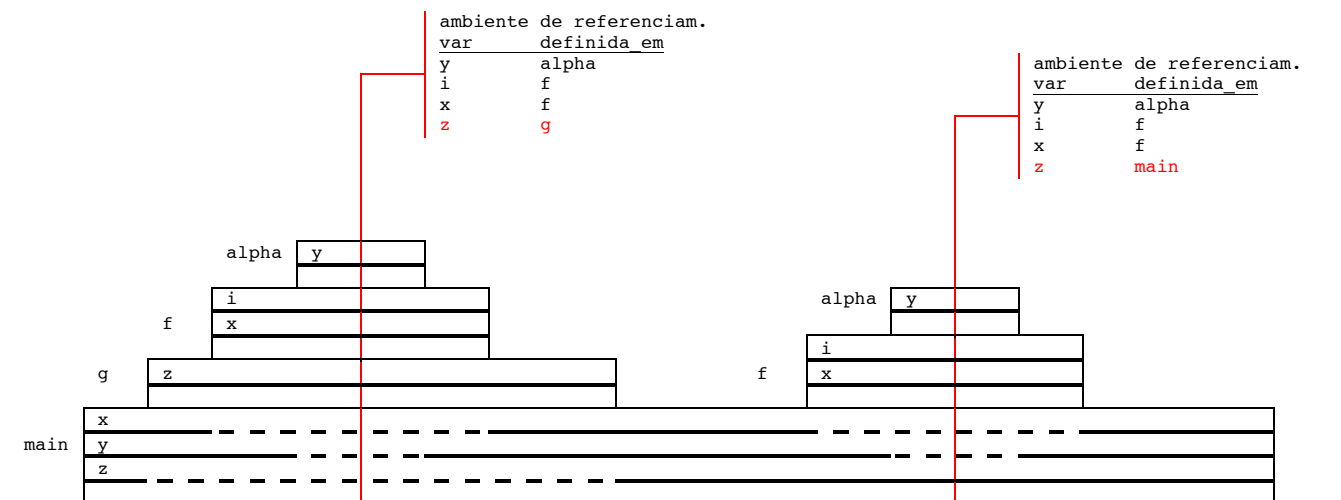 ambiente de referenciam.
var definida_em
y alpha
i f
x f
z g
ambiente de referenciam.
var definida_em
y alpha
i f
x f
z main
alpha y
i
f x
g z
alpha y
i
f x
x
main y
z